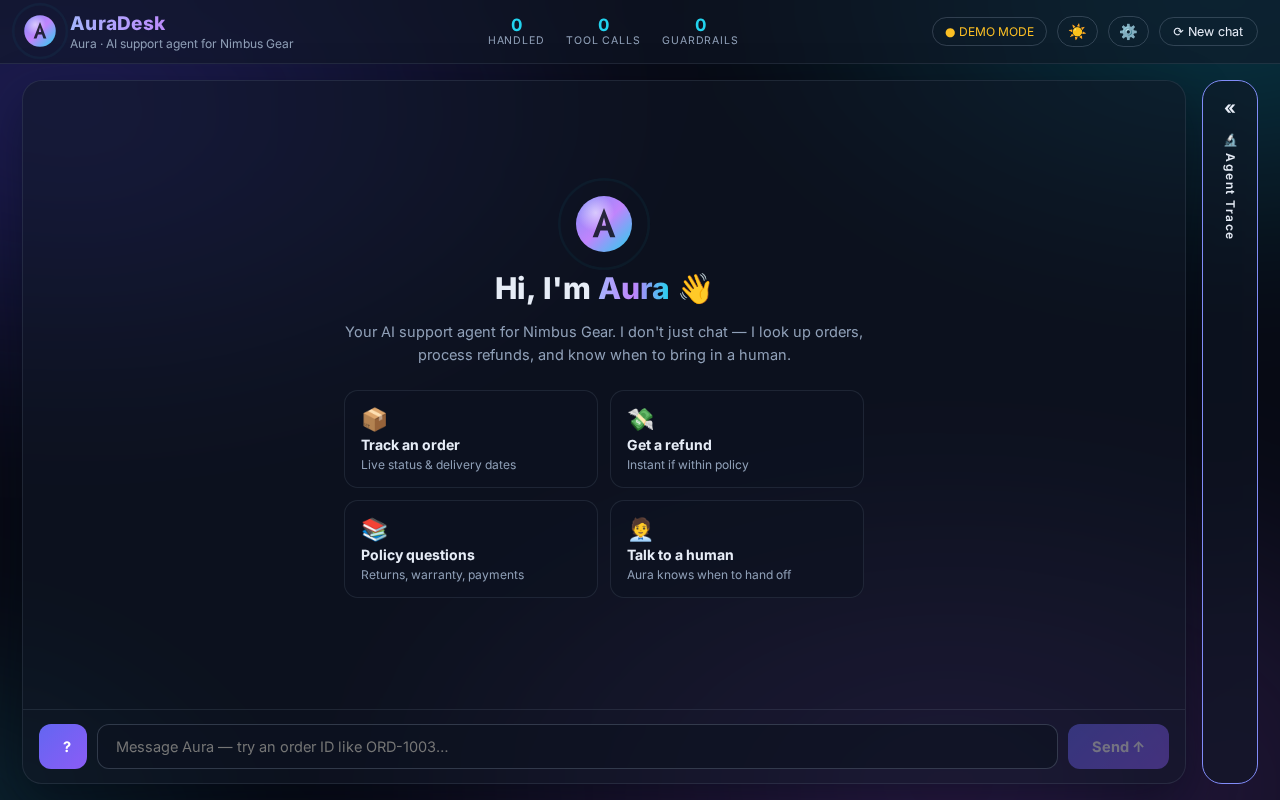 A
AuraDesk
Aura · AI support agent for Nimbus Gear
0
HANDLED
0
TOOL CALLS
0
GUARDRAILS
DEMO MODE
⟳ New chat
A
Hi, I'm Aura 👋
Your AI support agent for Nimbus Gear. I don't just chat — I look up orders,
process refunds, and know when to bring in a human.
Track an order
Live status & delivery dates
Get a refund
Instant if within policy
Policy questions
Returns, warranty, payments
Talk to a human
Aura knows when to hand off
?
Message Aura — try an order ID like ORD-1003...
Send ↑
«
Agent Trace